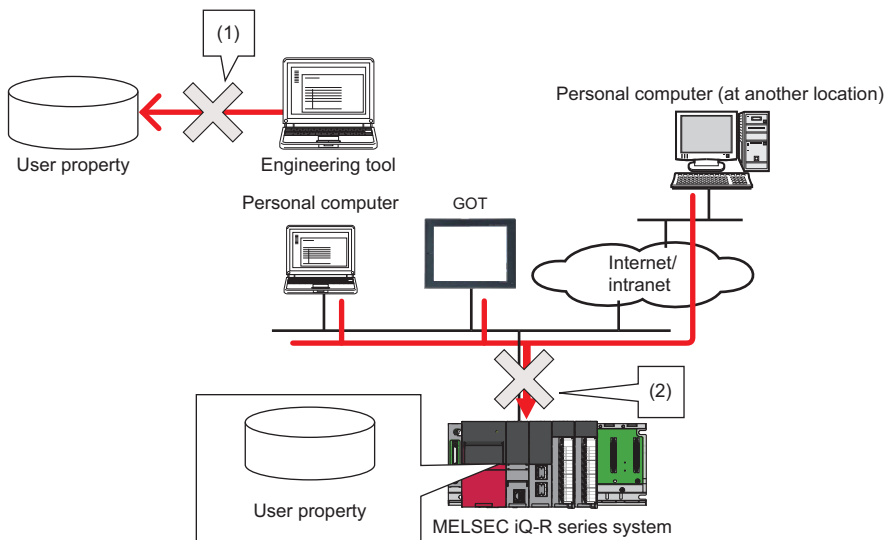 (1)
User property
Engineering tool
Personal computer (at another location)
Personal computer
GOT
Internet/
intranet
(2)
User property
MELSEC iQ-R series system